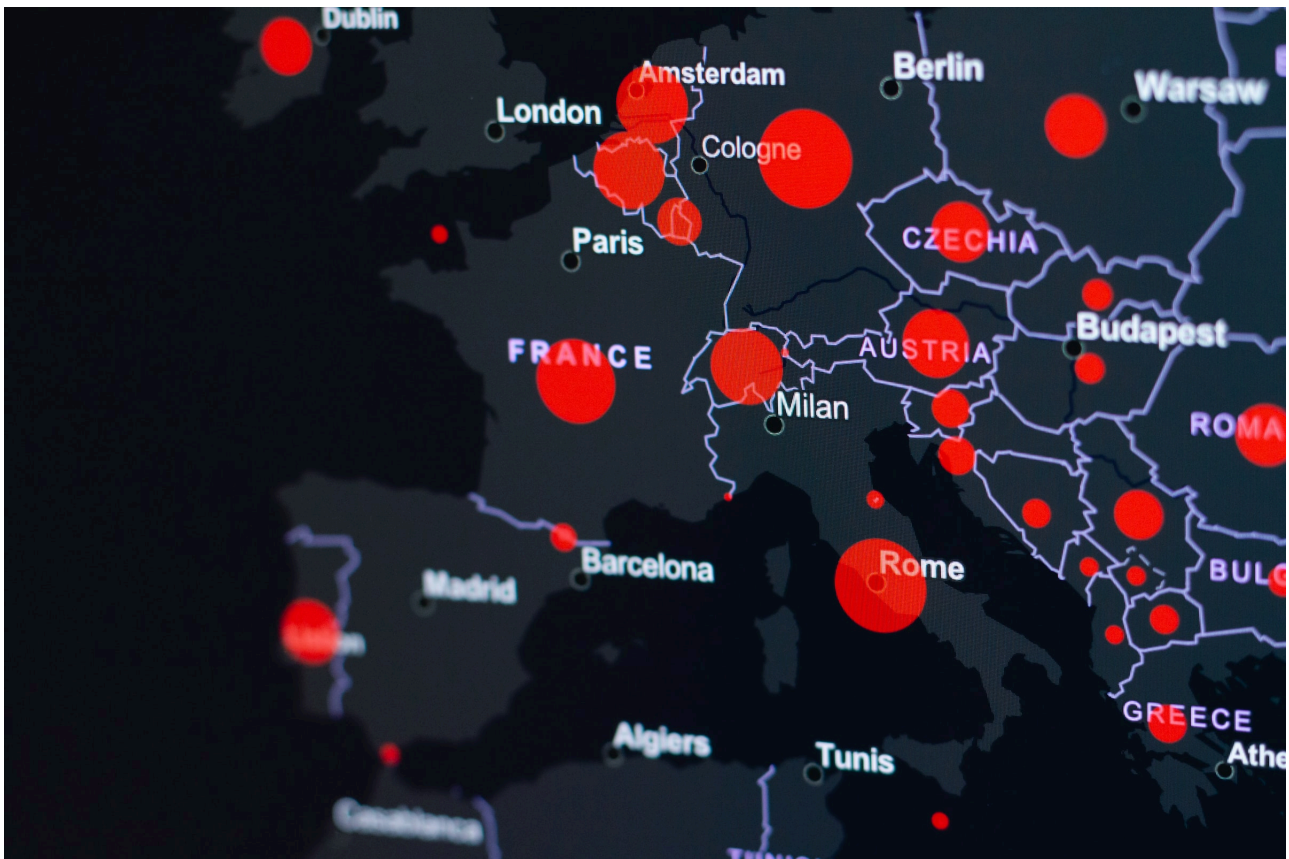 Dublin
Amsterdam
Berlin
Warsaw
London
Cologne
Paris
CZECHIA
FRANCE
AUSTRIA
Budapest
Milan
ROMA
Barcelona
Rome
BULG
Madrid
GREECE
Algiers
Tunis
Athe
Casablanca